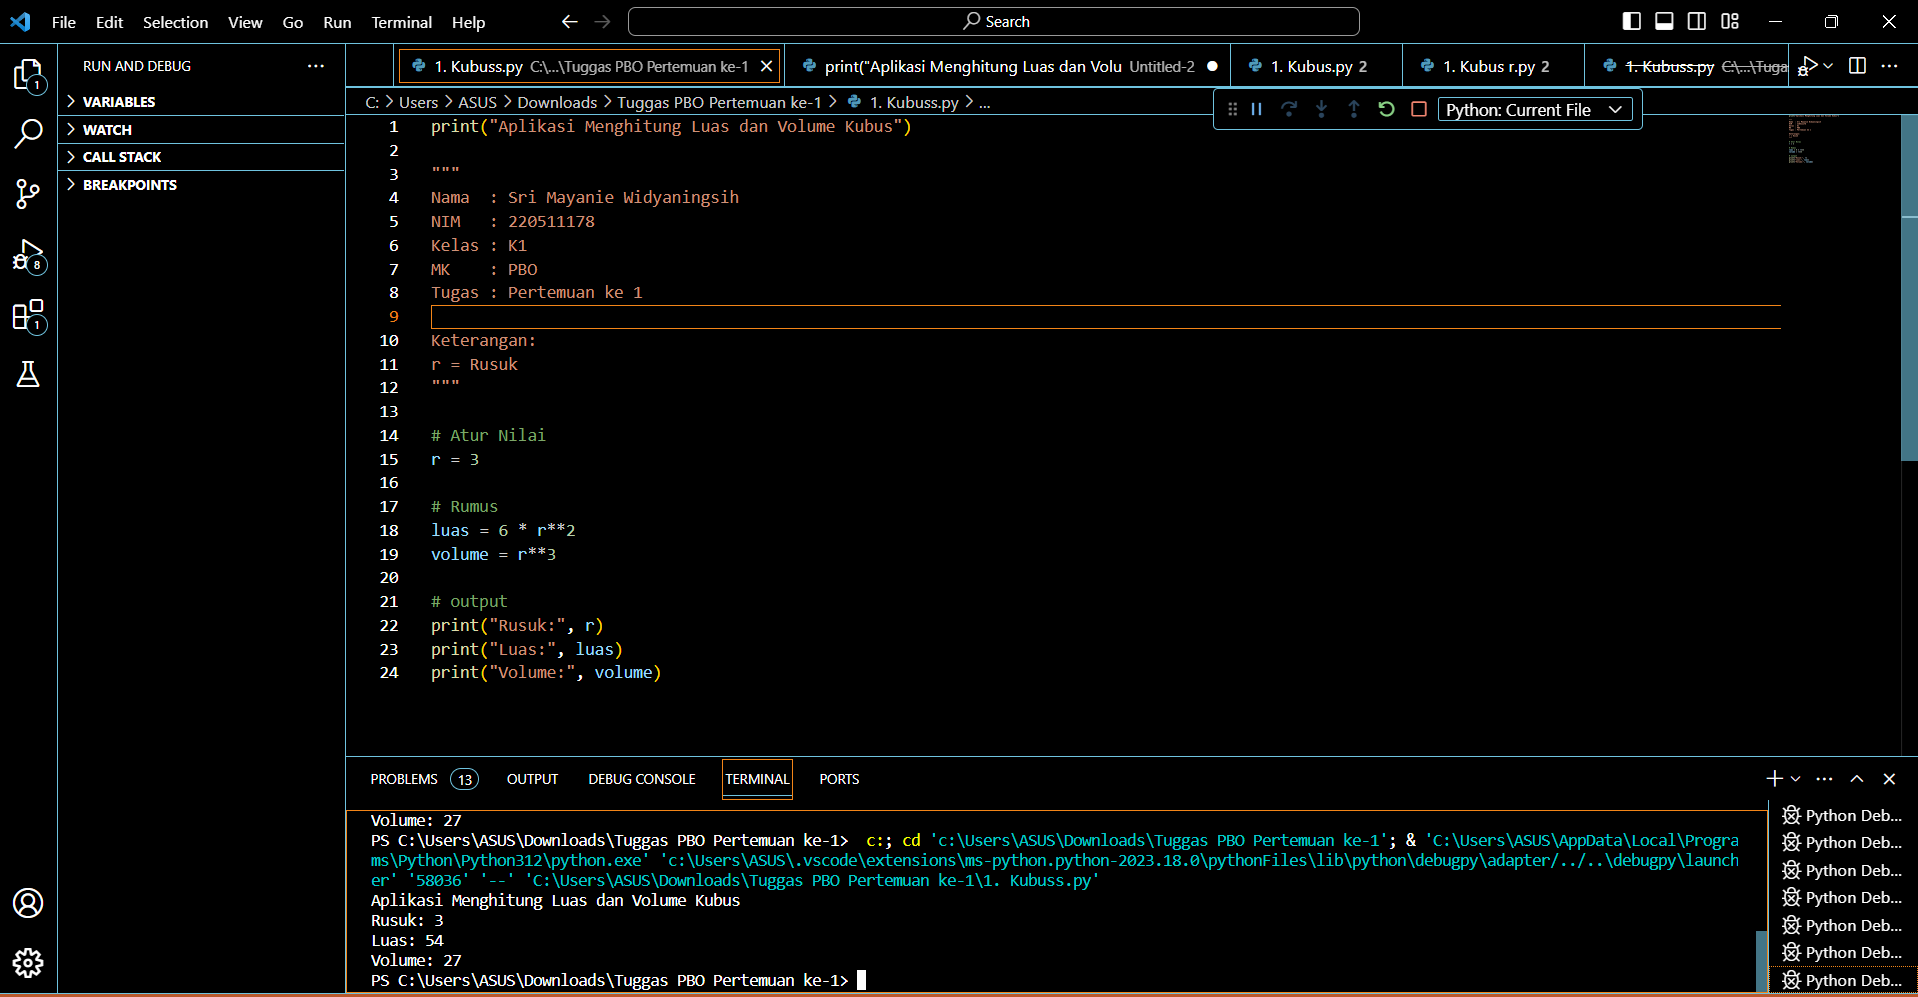 File Edit Selection View Go Run Terminal Help Search
RUN AND DEBUG
VARIABLES
WATCH
CALL STACK
BREAKPOINTS
1
8
1
1. Kubuss.py C:\...\Tuggas PBO Pertemuan ke-1
print("Aplikasi Menghitung Luas dan Volu Untitled-2
1. Kubus.py 2
1. Kubus r.py 2
1. Kubuss.py C:\...\Tuga
C: > Users > ASUS > Downloads > Tuggas PBO Pertemuan ke-1 > 1. Kubuss.py > ...
Python: Current File
1 print("Aplikasi Menghitung Luas dan Volume Kubus")
2
3 """
4 Nama  : Sri Mayanie Widyaningsih
5 NIM   : 220511178
6 Kelas : K1
7 MK    : PBO
8 Tugas : Pertemuan ke 1
9
10 Keterangan:
11 r = Rusuk
12 """
13
14 # Atur Nilai
15 r = 3
16
17 # Rumus
18 luas = 6 * r**2
19 volume = r**3
20
21 # output
22 print("Rusuk:", r)
23 print("Luas:", luas)
24 print("Volume:", volume)
PROBLEMS 13 OUTPUT DEBUG CONSOLE TERMINAL PORTS
Volume: 27
PS C:\Users\ASUS\Downloads\Tuggas PBO Pertemuan ke-1>  c:; cd 'c:\Users\ASUS\Downloads\Tuggas PBO Pertemuan ke-1'; & 'C:\Users\ASUS\AppData\Local\Progra
ms\Python\Python312\python.exe' 'c:\Users\ASUS\.vscode\extensions\ms-python.python-2023.18.0\pythonFiles\lib\python\debugpy\adapter/../..\debugpy\launch
er' '58036' '--' 'C:\Users\ASUS\Downloads\Tuggas PBO Pertemuan ke-1\1. Kubuss.py'
Aplikasi Menghitung Luas dan Volume Kubus
Rusuk: 3
Luas: 54
Volume: 27
PS C:\Users\ASUS\Downloads\Tuggas PBO Pertemuan ke-1>
Python Deb...
Python Deb...
Python Deb...
Python Deb...
Python Deb...
Python Deb...
Python Deb...